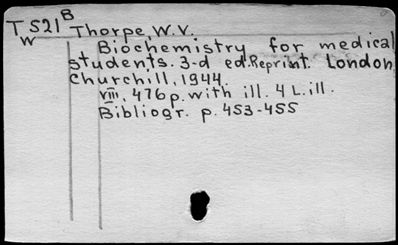 T 521 B Thorpe, W.V.
W
Biochemistry for medical
students. 3-d ed. Reprint. London
Churchill, 1944.
VIII, 476 p. with ill. 4 L. ill.
Bibliogr. p. 453-455